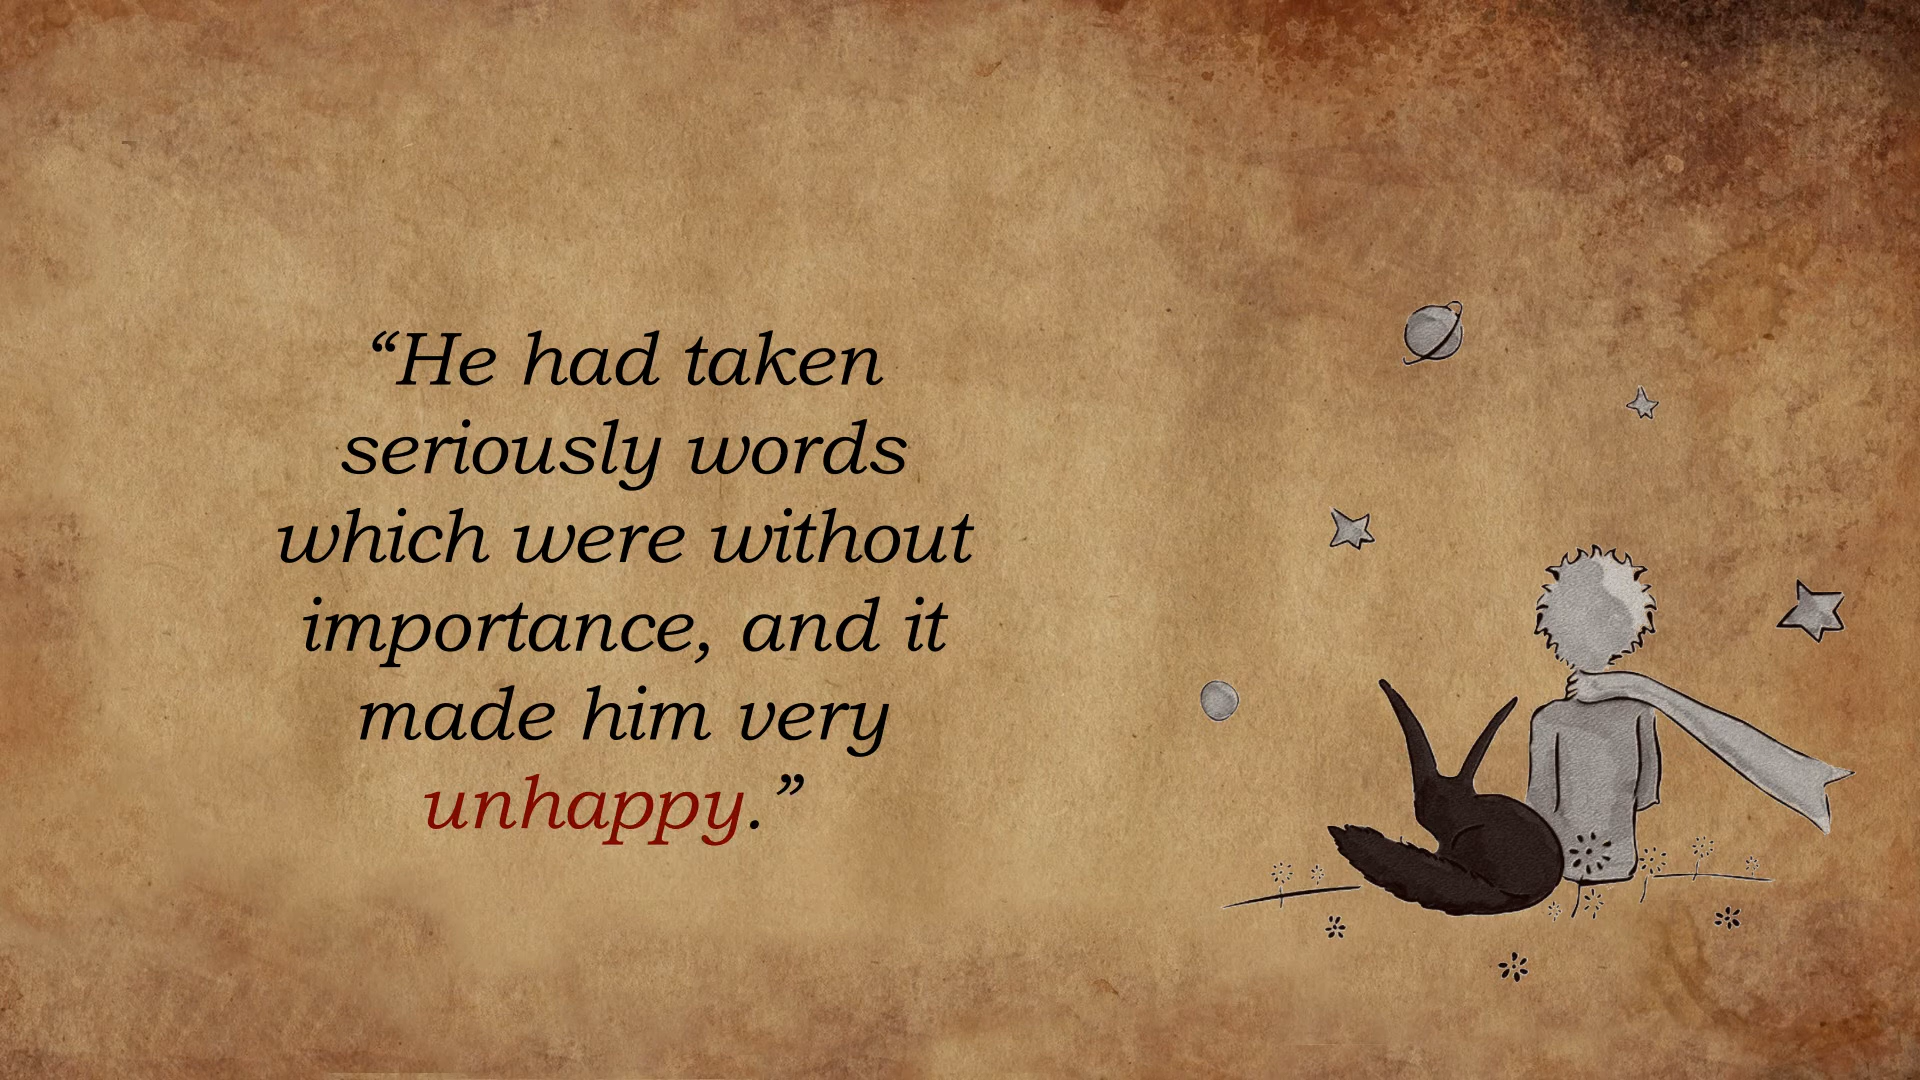 “He had taken
seriously words
which were without
importance, and it
made him very
unhappy.”